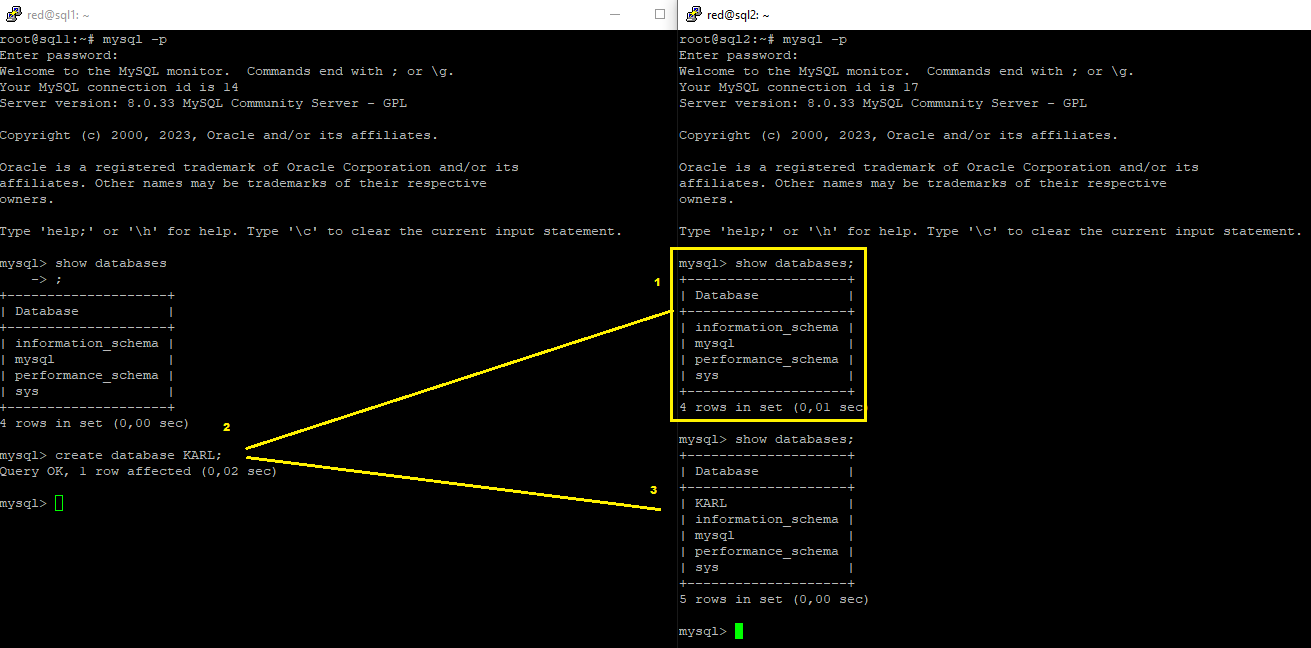 red@sql1: ~
root@sql1:~# mysql -p
Enter password:
Welcome to the MySQL monitor.  Commands end with ; or \g.
Your MySQL connection id is 14
Server version: 8.0.33 MySQL Community Server - GPL

Copyright (c) 2000, 2023, Oracle and/or its affiliates.

Oracle is a registered trademark of Oracle Corporation and/or its
affiliates. Other names may be trademarks of their respective
owners.

Type 'help;' or '\h' for help. Type '\c' to clear the current input statement.

mysql> show databases
    -> ;
+--------------------+
| Database           |
+--------------------+
| information_schema |
| mysql              |
| performance_schema |
| sys                |
+--------------------+
4 rows in set (0,00 sec)
2

mysql> create database KARL;
Query OK, 1 row affected (0,02 sec)

mysql>
red@sql2: ~
root@sql2:~# mysql -p
Enter password:
Welcome to the MySQL monitor.  Commands end with ; or \g.
Your MySQL connection id is 17
Server version: 8.0.33 MySQL Community Server - GPL

Copyright (c) 2000, 2023, Oracle and/or its affiliates.

Oracle is a registered trademark of Oracle Corporation and/or its
affiliates. Other names may be trademarks of their respective
owners.

Type 'help;' or '\h' for help. Type '\c' to clear the current input statement.

1
mysql> show databases;
+--------------------+
| Database           |
+--------------------+
| information_schema |
| mysql              |
| performance_schema |
| sys                |
+--------------------+
4 rows in set (0,01 sec

3
mysql> show databases;
+--------------------+
| Database           |
+--------------------+
| KARL               |
| information_schema |
| mysql              |
| performance_schema |
| sys                |
+--------------------+
5 rows in set (0,00 sec)

mysql>